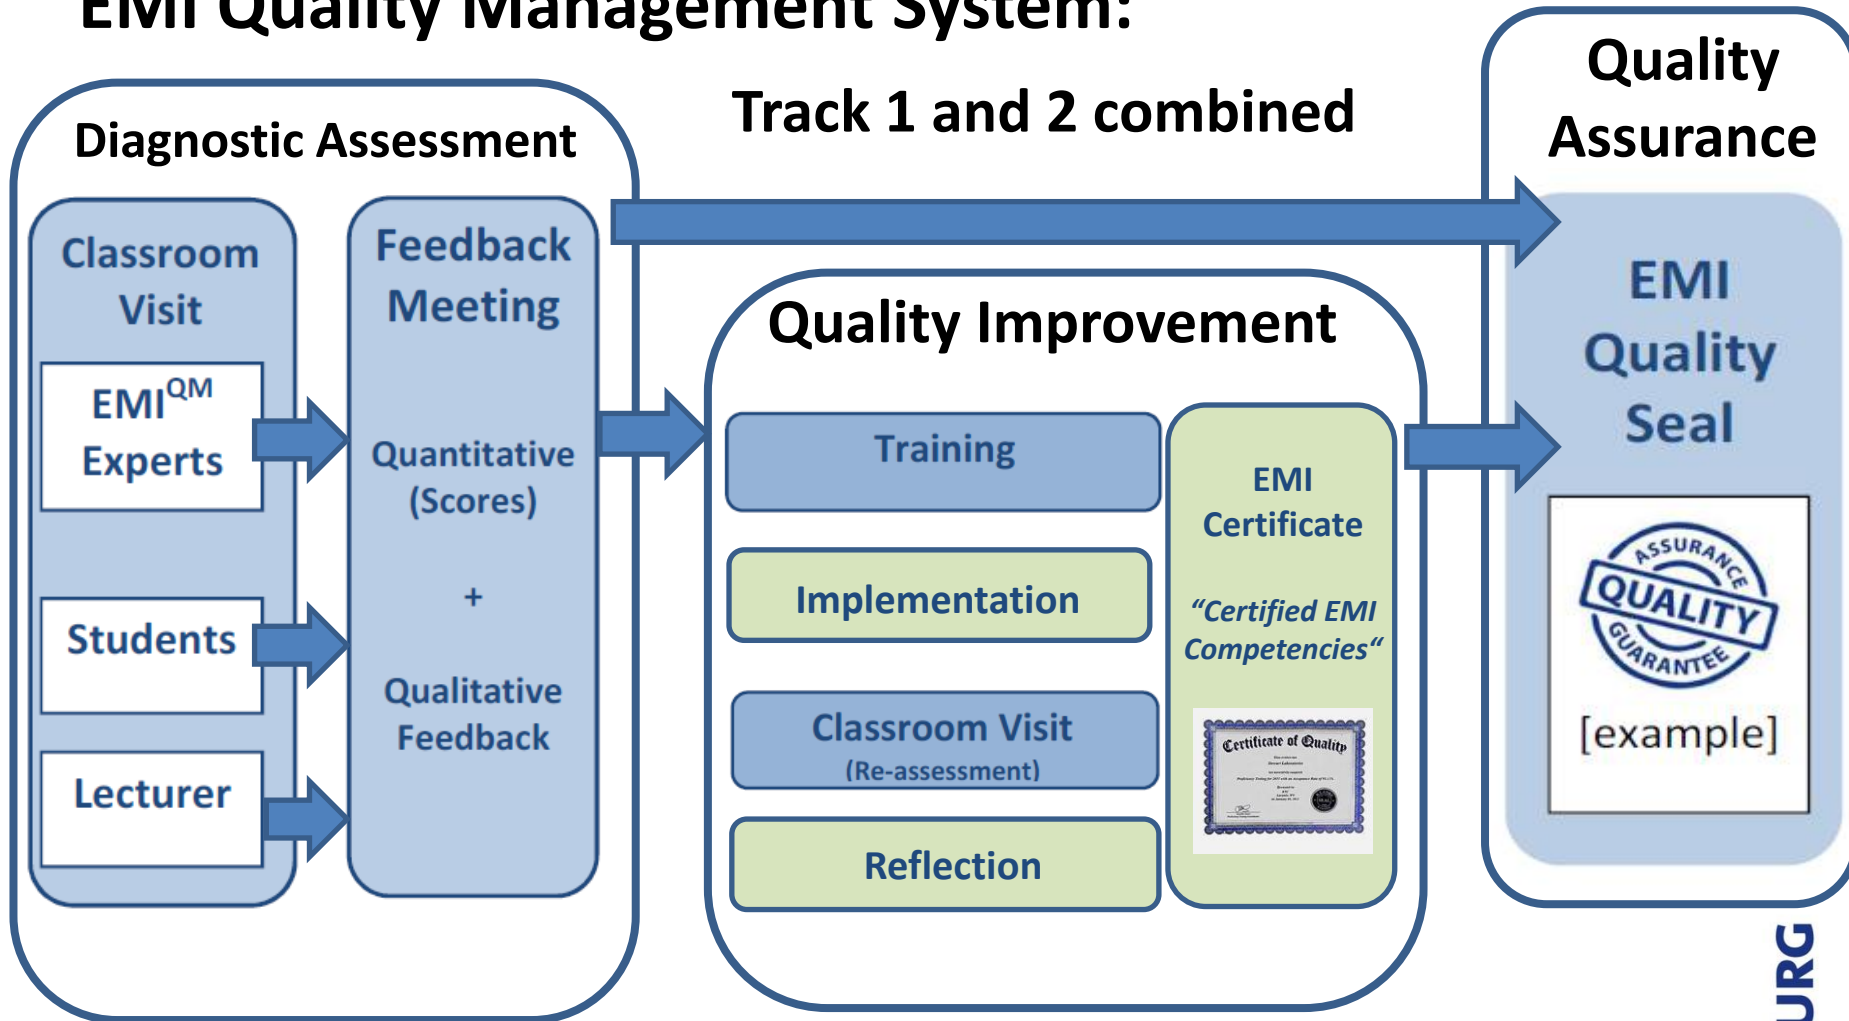 EMI Quality Management System:
Track 1 and 2 combined
Diagnostic Assessment
Classroom
Visit
EMI^QM
Experts
Students
Lecturer
Feedback
Meeting
Quantitative
(Scores)
+
Qualitative
Feedback
Quality Improvement
Training
Implementation
Classroom Visit
(Re-assessment)
Reflection
EMI
Certificate
“Certified EMI
Competencies“
Certificate of Quality
Quality
Assurance
EMI
Quality
Seal
ASSURANCE
QUALITY
GUARANTEE
[example]
URG